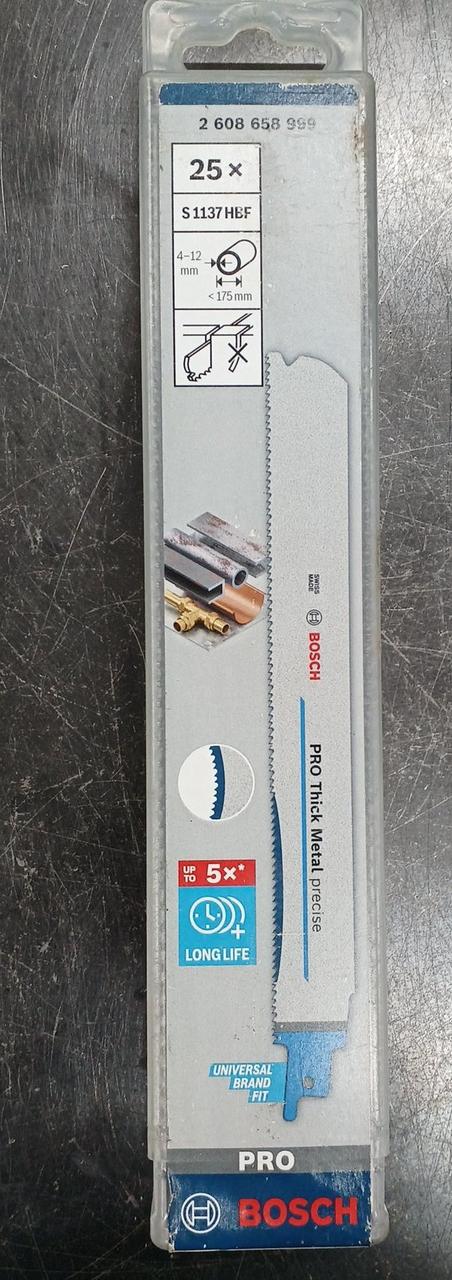 2 608 658 999
25 ×
S 1137 HBF
4–12
mm
< 175 mm
SWISS
MADE
BOSCH
PRO Thick Metal precise
UP
TO
5×*
LONG LIFE
UNIVERSAL
BRAND
FIT
PRO
BOSCH